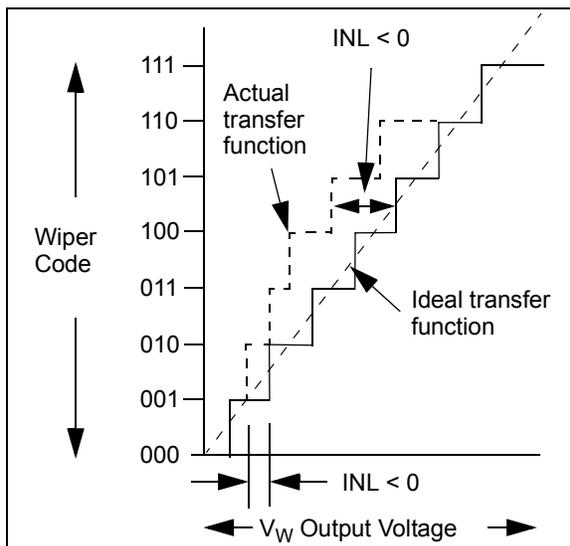 INL < 0
111
Actual
transfer
function
110
101
100
Wiper
Code
011
Ideal transfer
function
010
001
000
INL < 0
VW Output Voltage